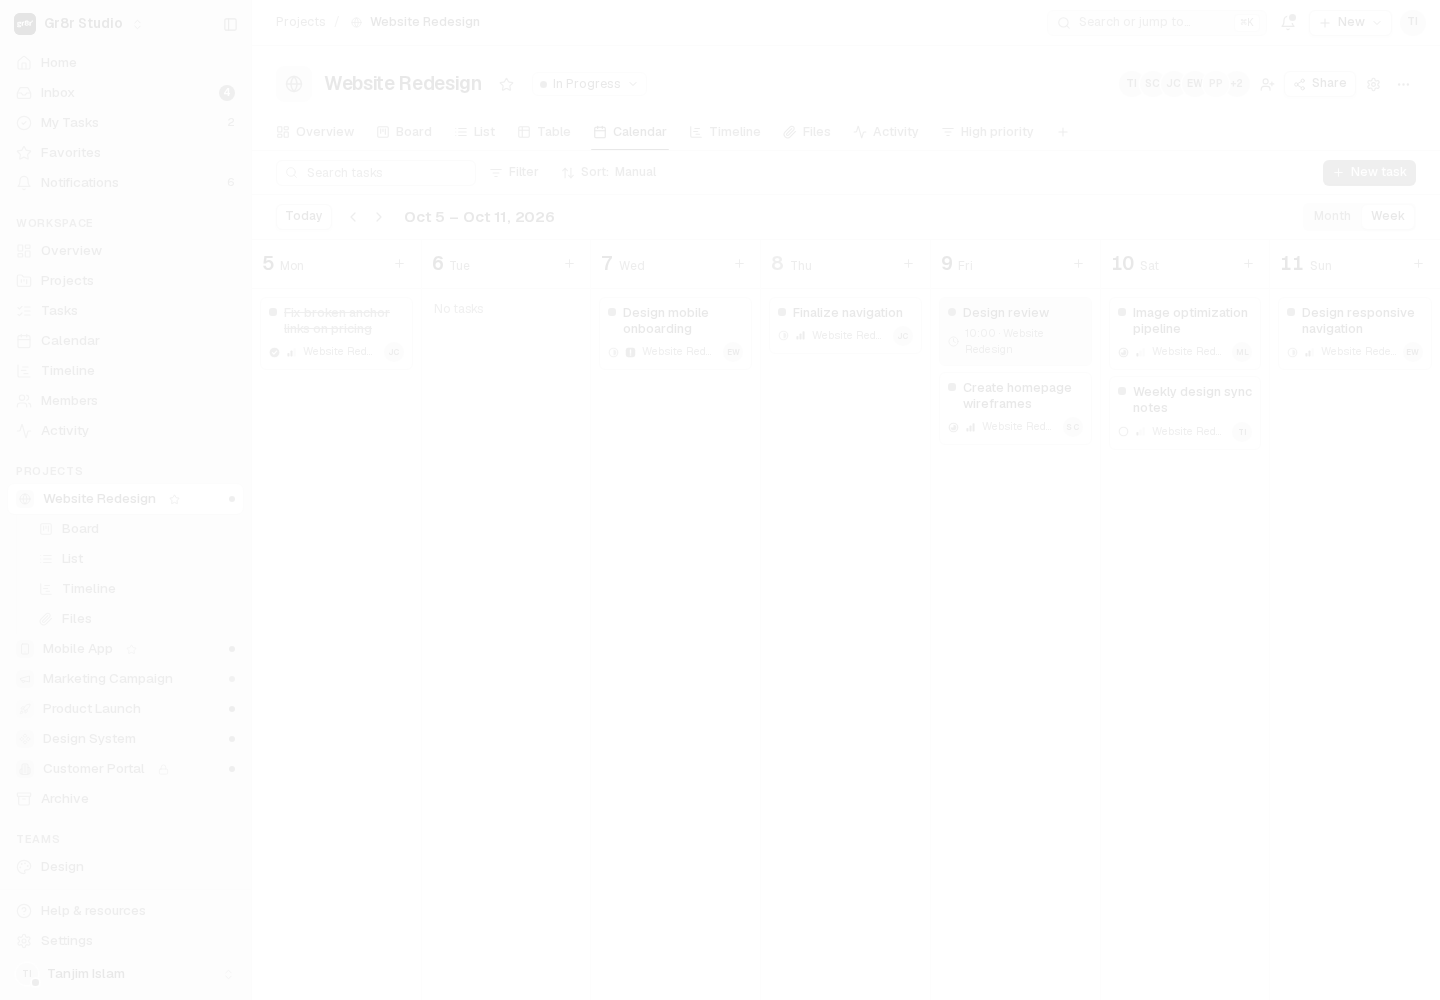 Gr8r Studio
Home
Inbox 4
My Tasks 2
Favorites
Notifications 6
WORKSPACE
Overview
Projects
Tasks
Calendar
Timeline
Members
Activity
PROJECTS
Website Redesign
Board
List
Timeline
Files
Mobile App
Marketing Campaign
Product Launch
Design System
Customer Portal
Archive
TEAMS
Design
Help & resources
Settings
TI Tanjim Islam
Projects / Website Redesign
Search or jump to... ⌘K
New
TI
Website Redesign
In Progress
TI SC JC EW PP +2
Share
Overview Board List Table Calendar Timeline Files Activity High priority
Search tasks
Filter
Sort: Manual
New task
Today
Oct 5 – Oct 11, 2026
Month Week
5 Mon
6 Tue
7 Wed
8 Thu
9 Fri
10 Sat
11 Sun
Fix broken anchor
links on pricing
Website Red... JC
No tasks
Design mobile
onboarding
Website Red... EW
Finalize navigation
Website Red... JC
Design review
10:00 · Website
Redesign
Create homepage
wireframes
Website Red... SC
Image optimization
pipeline
Website Red... ML
Weekly design sync
notes
Website Red... TI
Design responsive
navigation
Website Rede... EW